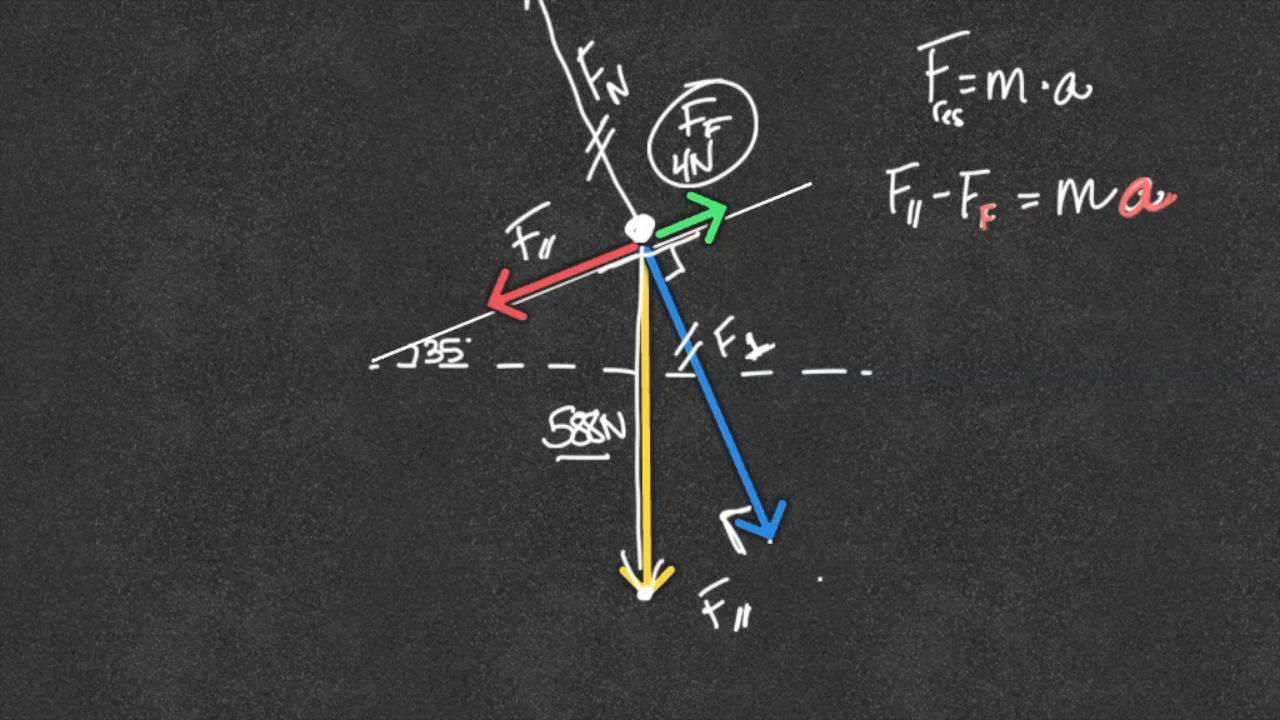 F_N
F_F
4N
F_res = m · a
F_∥ - F_F = m a
F_∥
35°
F_⊥
588N
F_∥